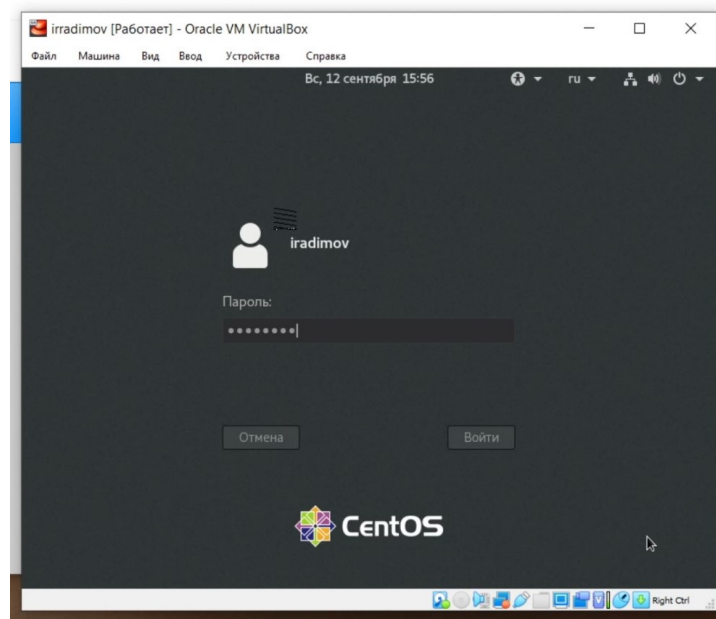 irradimov [Работает] - Oracle VM VirtualBox
Файл Машина Вид Ввод Устройства Справка
Вс, 12 сентября 15:56 ru
iradimov
Пароль:
Отмена Войти
CentOS
Right Ctrl